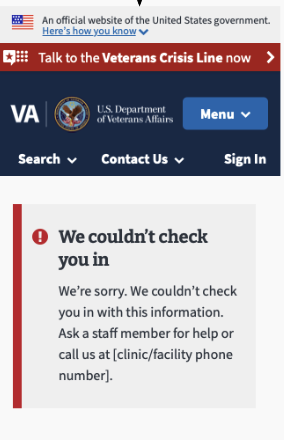 An official website of the United States government.
Here's how you know
Talk to the Veterans Crisis Line now
VA
U.S. Department
of Veterans Affairs
Menu
Search
Contact Us
Sign In
We couldn't check
you in
We're sorry. We couldn't check
you in with this information.
Ask a staff member for help or
call us at [clinic/facility phone
number].